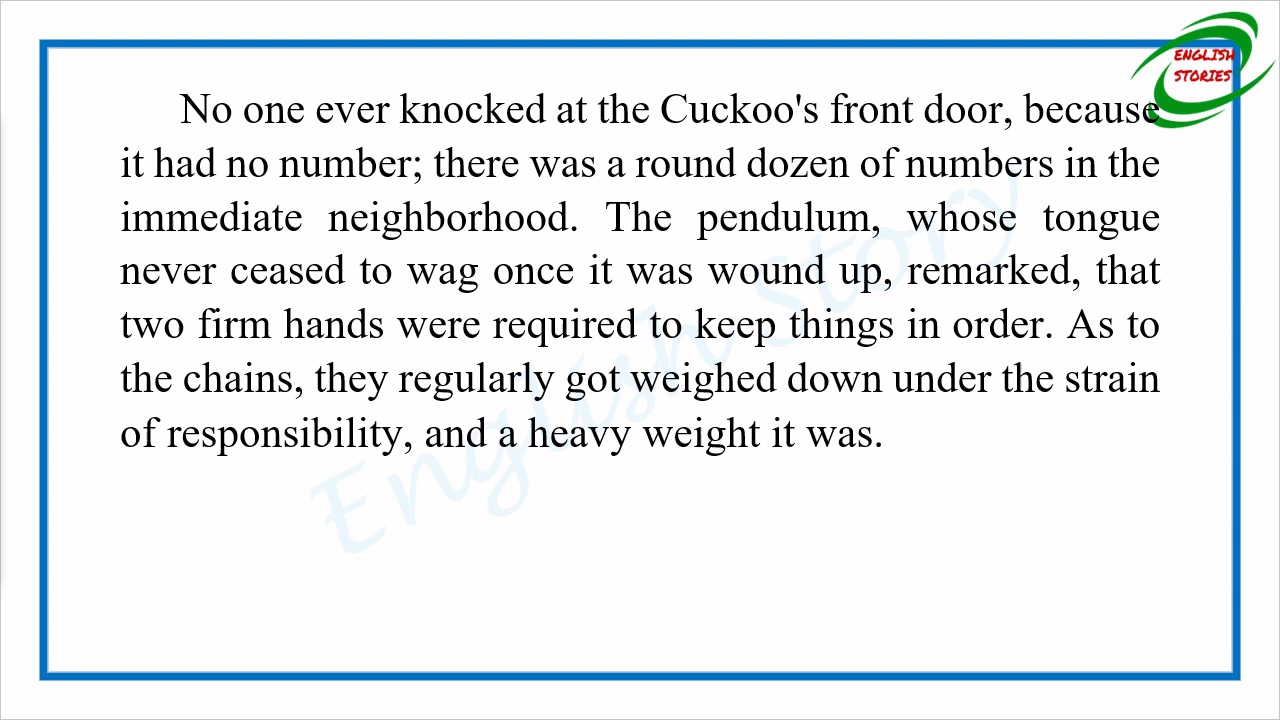 ENGLISH
STORIES
No one ever knocked at the Cuckoo's front door, because
it had no number; there was a round dozen of numbers in the
immediate neighborhood. The pendulum, whose tongue
never ceased to wag once it was wound up, remarked, that
two firm hands were required to keep things in order. As to
the chains, they regularly got weighed down under the strain
of responsibility, and a heavy weight it was.
English Story